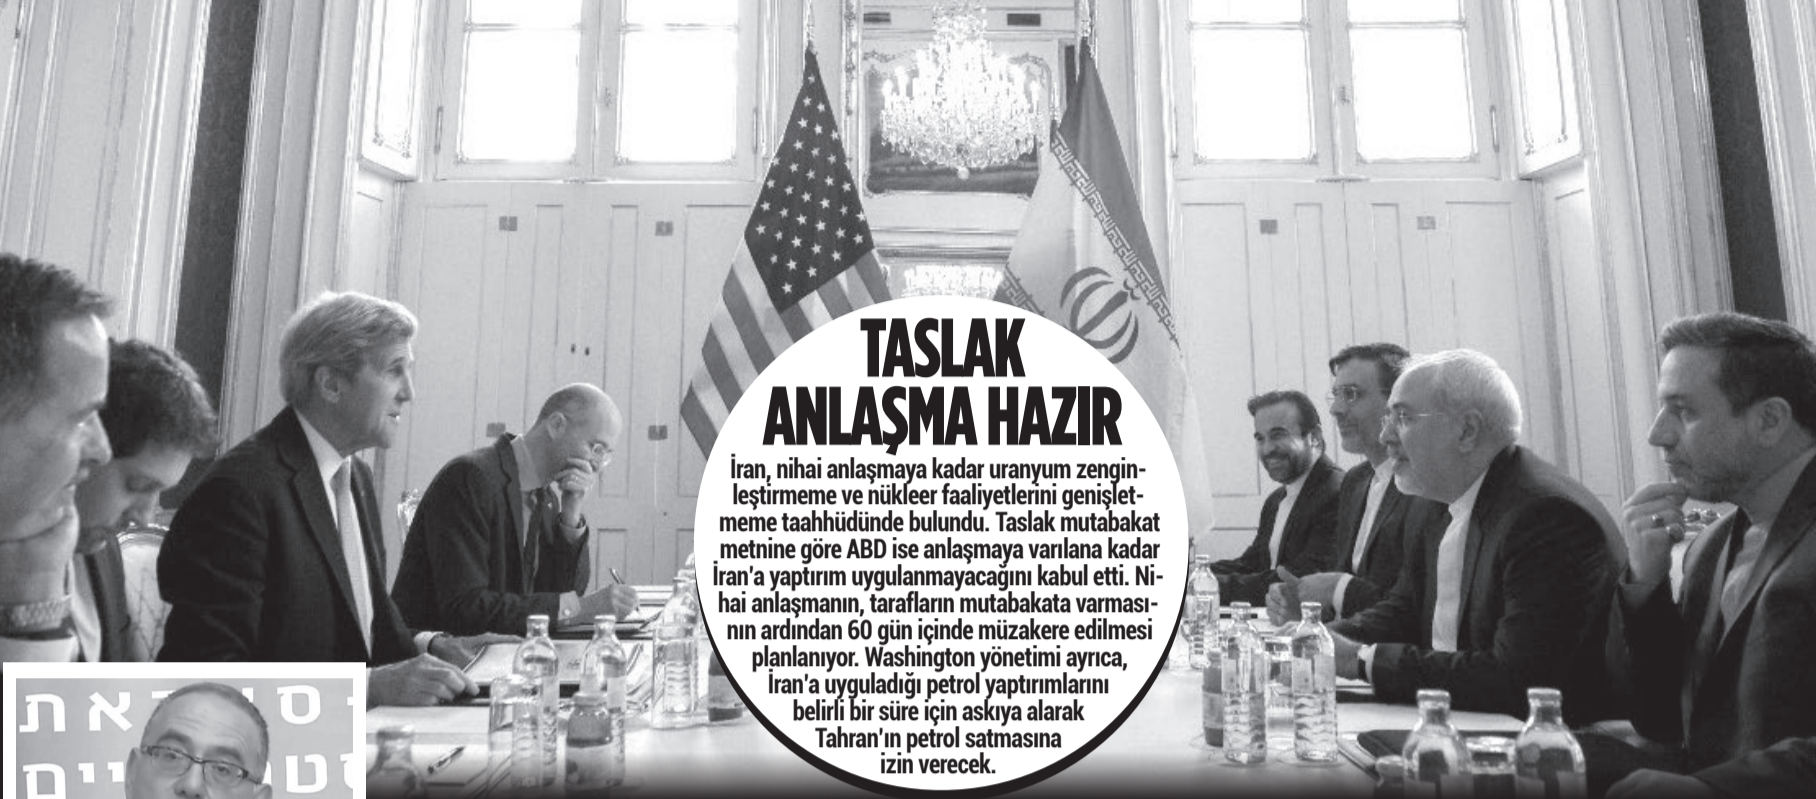 TASLAK
ANLAŞMA HAZIR
İran, nihai anlaşmaya kadar uranyum zengin-
leştirmeme ve nükleer faaliyetlerini genişlet-
meme taahhüdünde bulundu. Taslak mutabakat
metnine göre ABD ise anlaşmaya varılana kadar
İran'a yaptırım uygulanmayacağını kabul etti. Ni-
hai anlaşmanın, tarafların mutabakata varması-
nın ardından 60 gün içinde müzakere edilmesi
planlanıyor. Washington yönetimi ayrıca,
İran'a uyguladığı petrol yaptırımlarını
belirli bir süre için askıya alarak
Tahran'ın petrol satmasına
izin verecek.